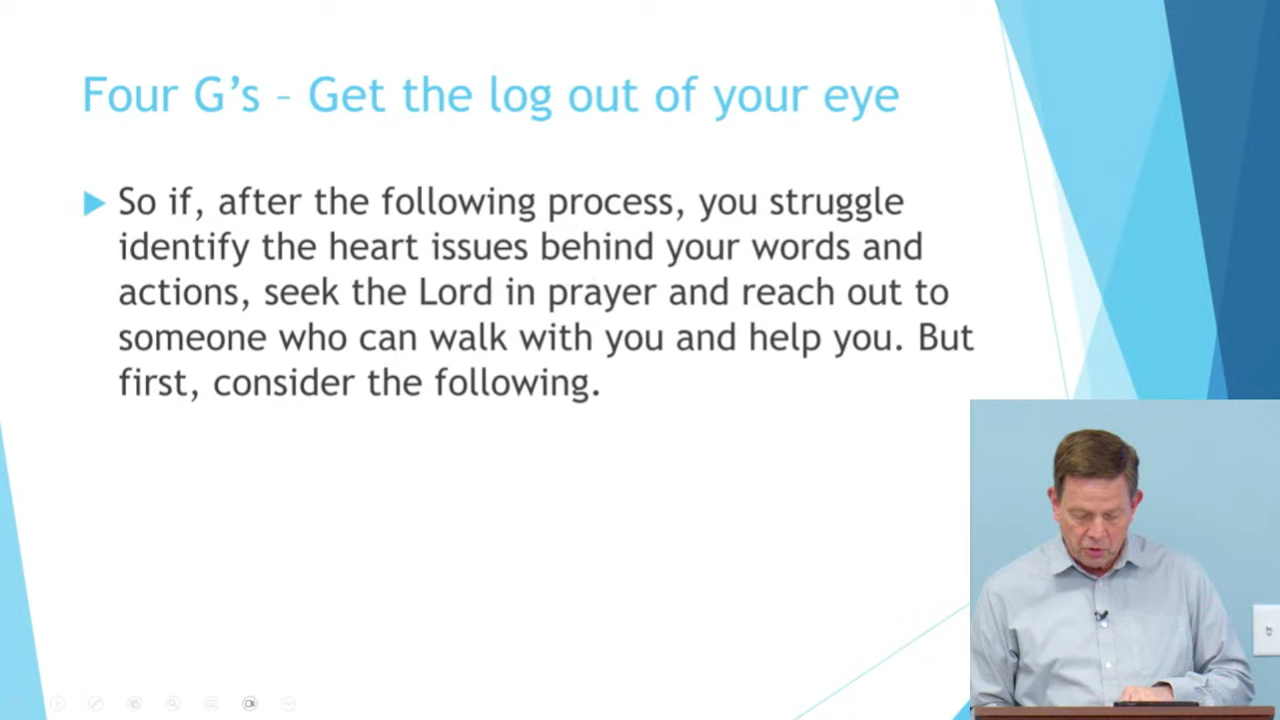 Four G’s – Get the log out of your eye
So if, after the following process, you struggle
identify the heart issues behind your words and
actions, seek the Lord in prayer and reach out to
someone who can walk with you and help you. But
first, consider the following.